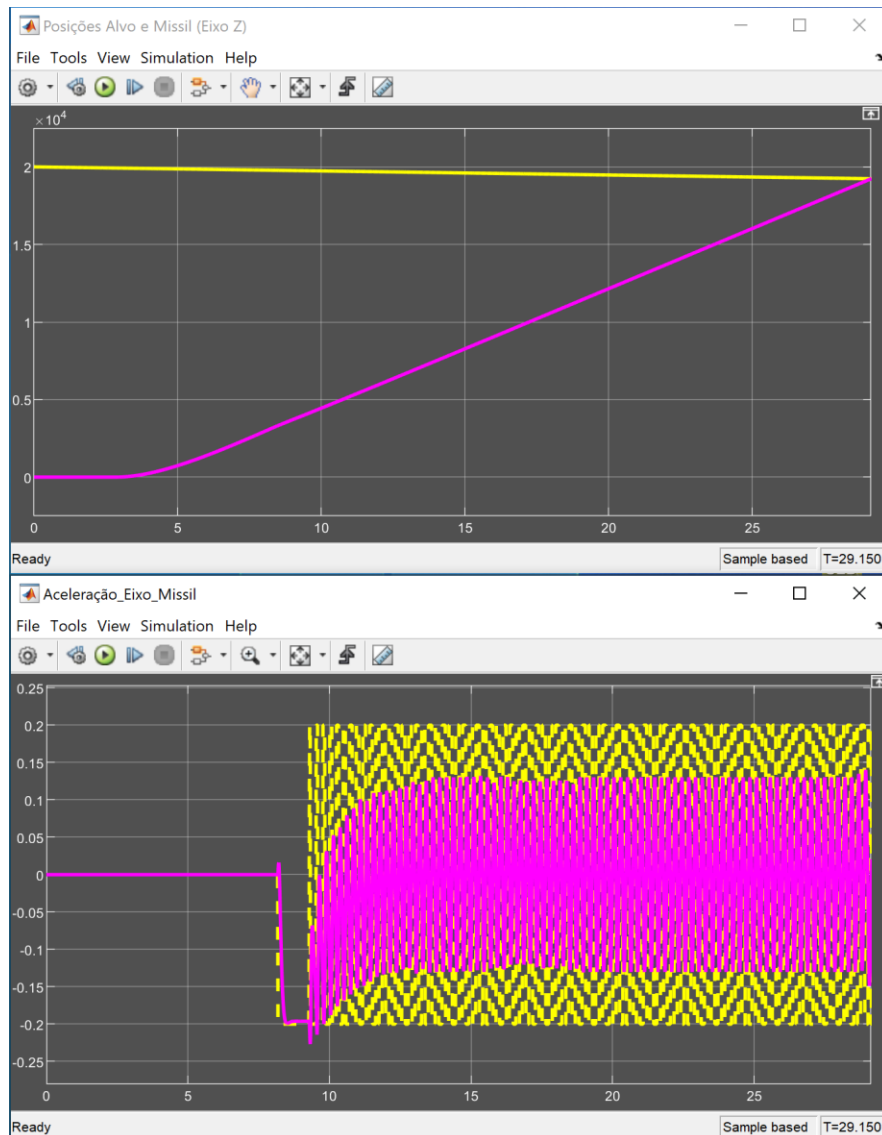 Posições Alvo e Missil (Eixo Z)
File Tools View Simulation Help
×10⁴
2
1.5
1
0.5
0
0 5 10 15 20 25
Ready Sample based T=29.150
Aceleração_Eixo_Missil
File Tools View Simulation Help
0.25
0.2
0.15
0.1
0.05
0
-0.05
-0.1
-0.15
-0.2
-0.25
0 5 10 15 20 25
Ready Sample based T=29.150